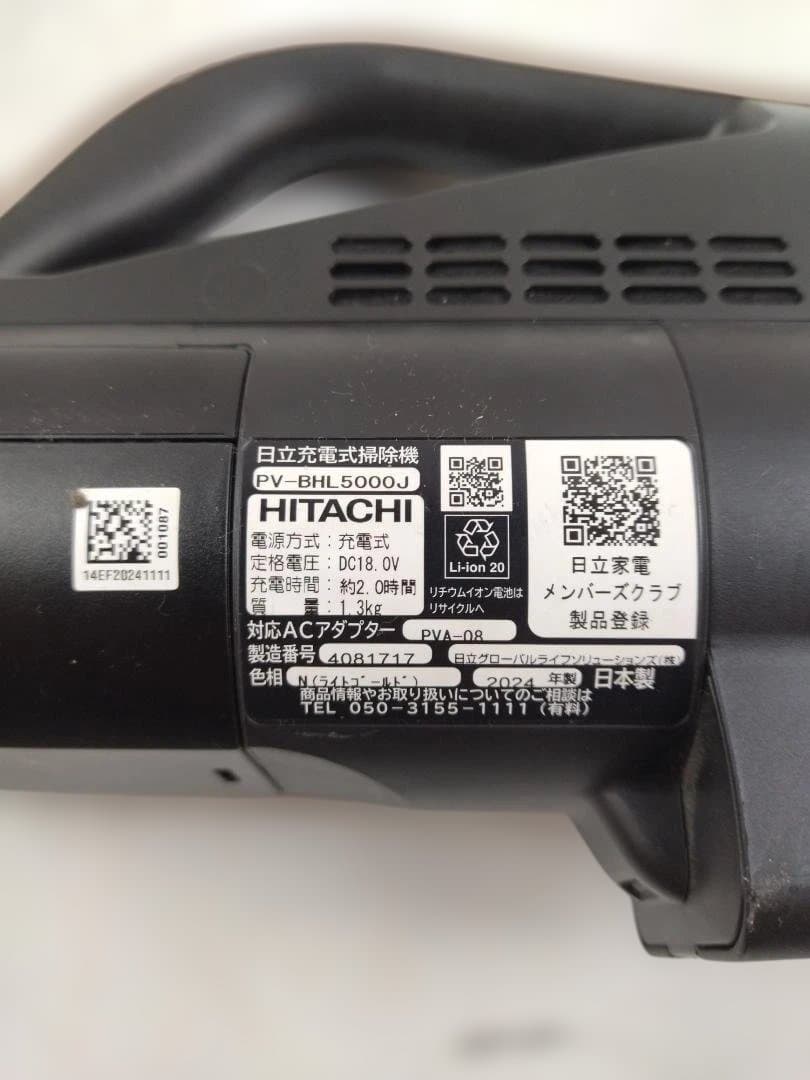 日立充電式掃除機
PV-BHL5000J
HITACHI
電源方式：充電式
定格電圧：DC18.0V
充電時間：約2.0時間
質　量：1.3kg
Li-ion 20
リチウムイオン電池は
リサイクルへ
日立家電
メンバーズクラブ
製品登録
対応ACアダプター PVA-08
製造番号 4081717 日立グローバルライフソリューションズ(株)
色相 N(ライトゴールド) 2024 年製 日本製
商品情報やお取り扱いについてのご相談は
TEL 050-3155-1111(有料)
001087
14EF20241111